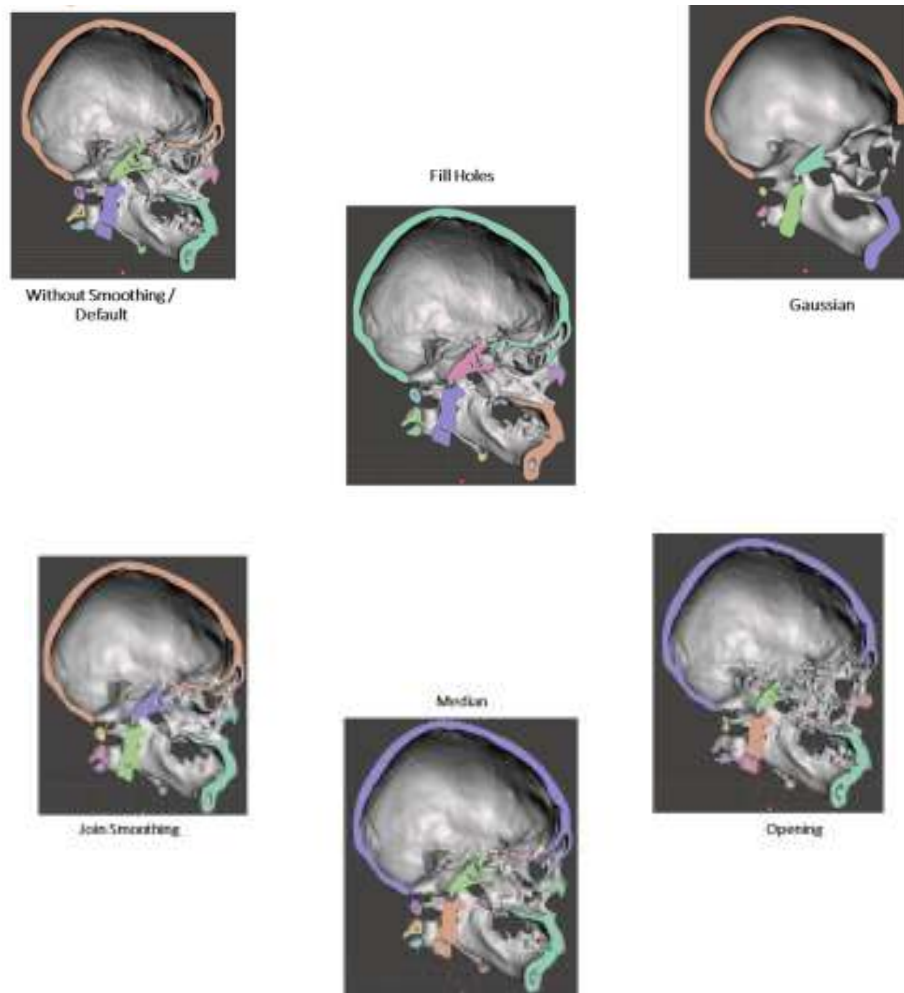 Fill Holes
Without Smoothing /
Default
Gaussian
Median
Join Smoothing
Opening